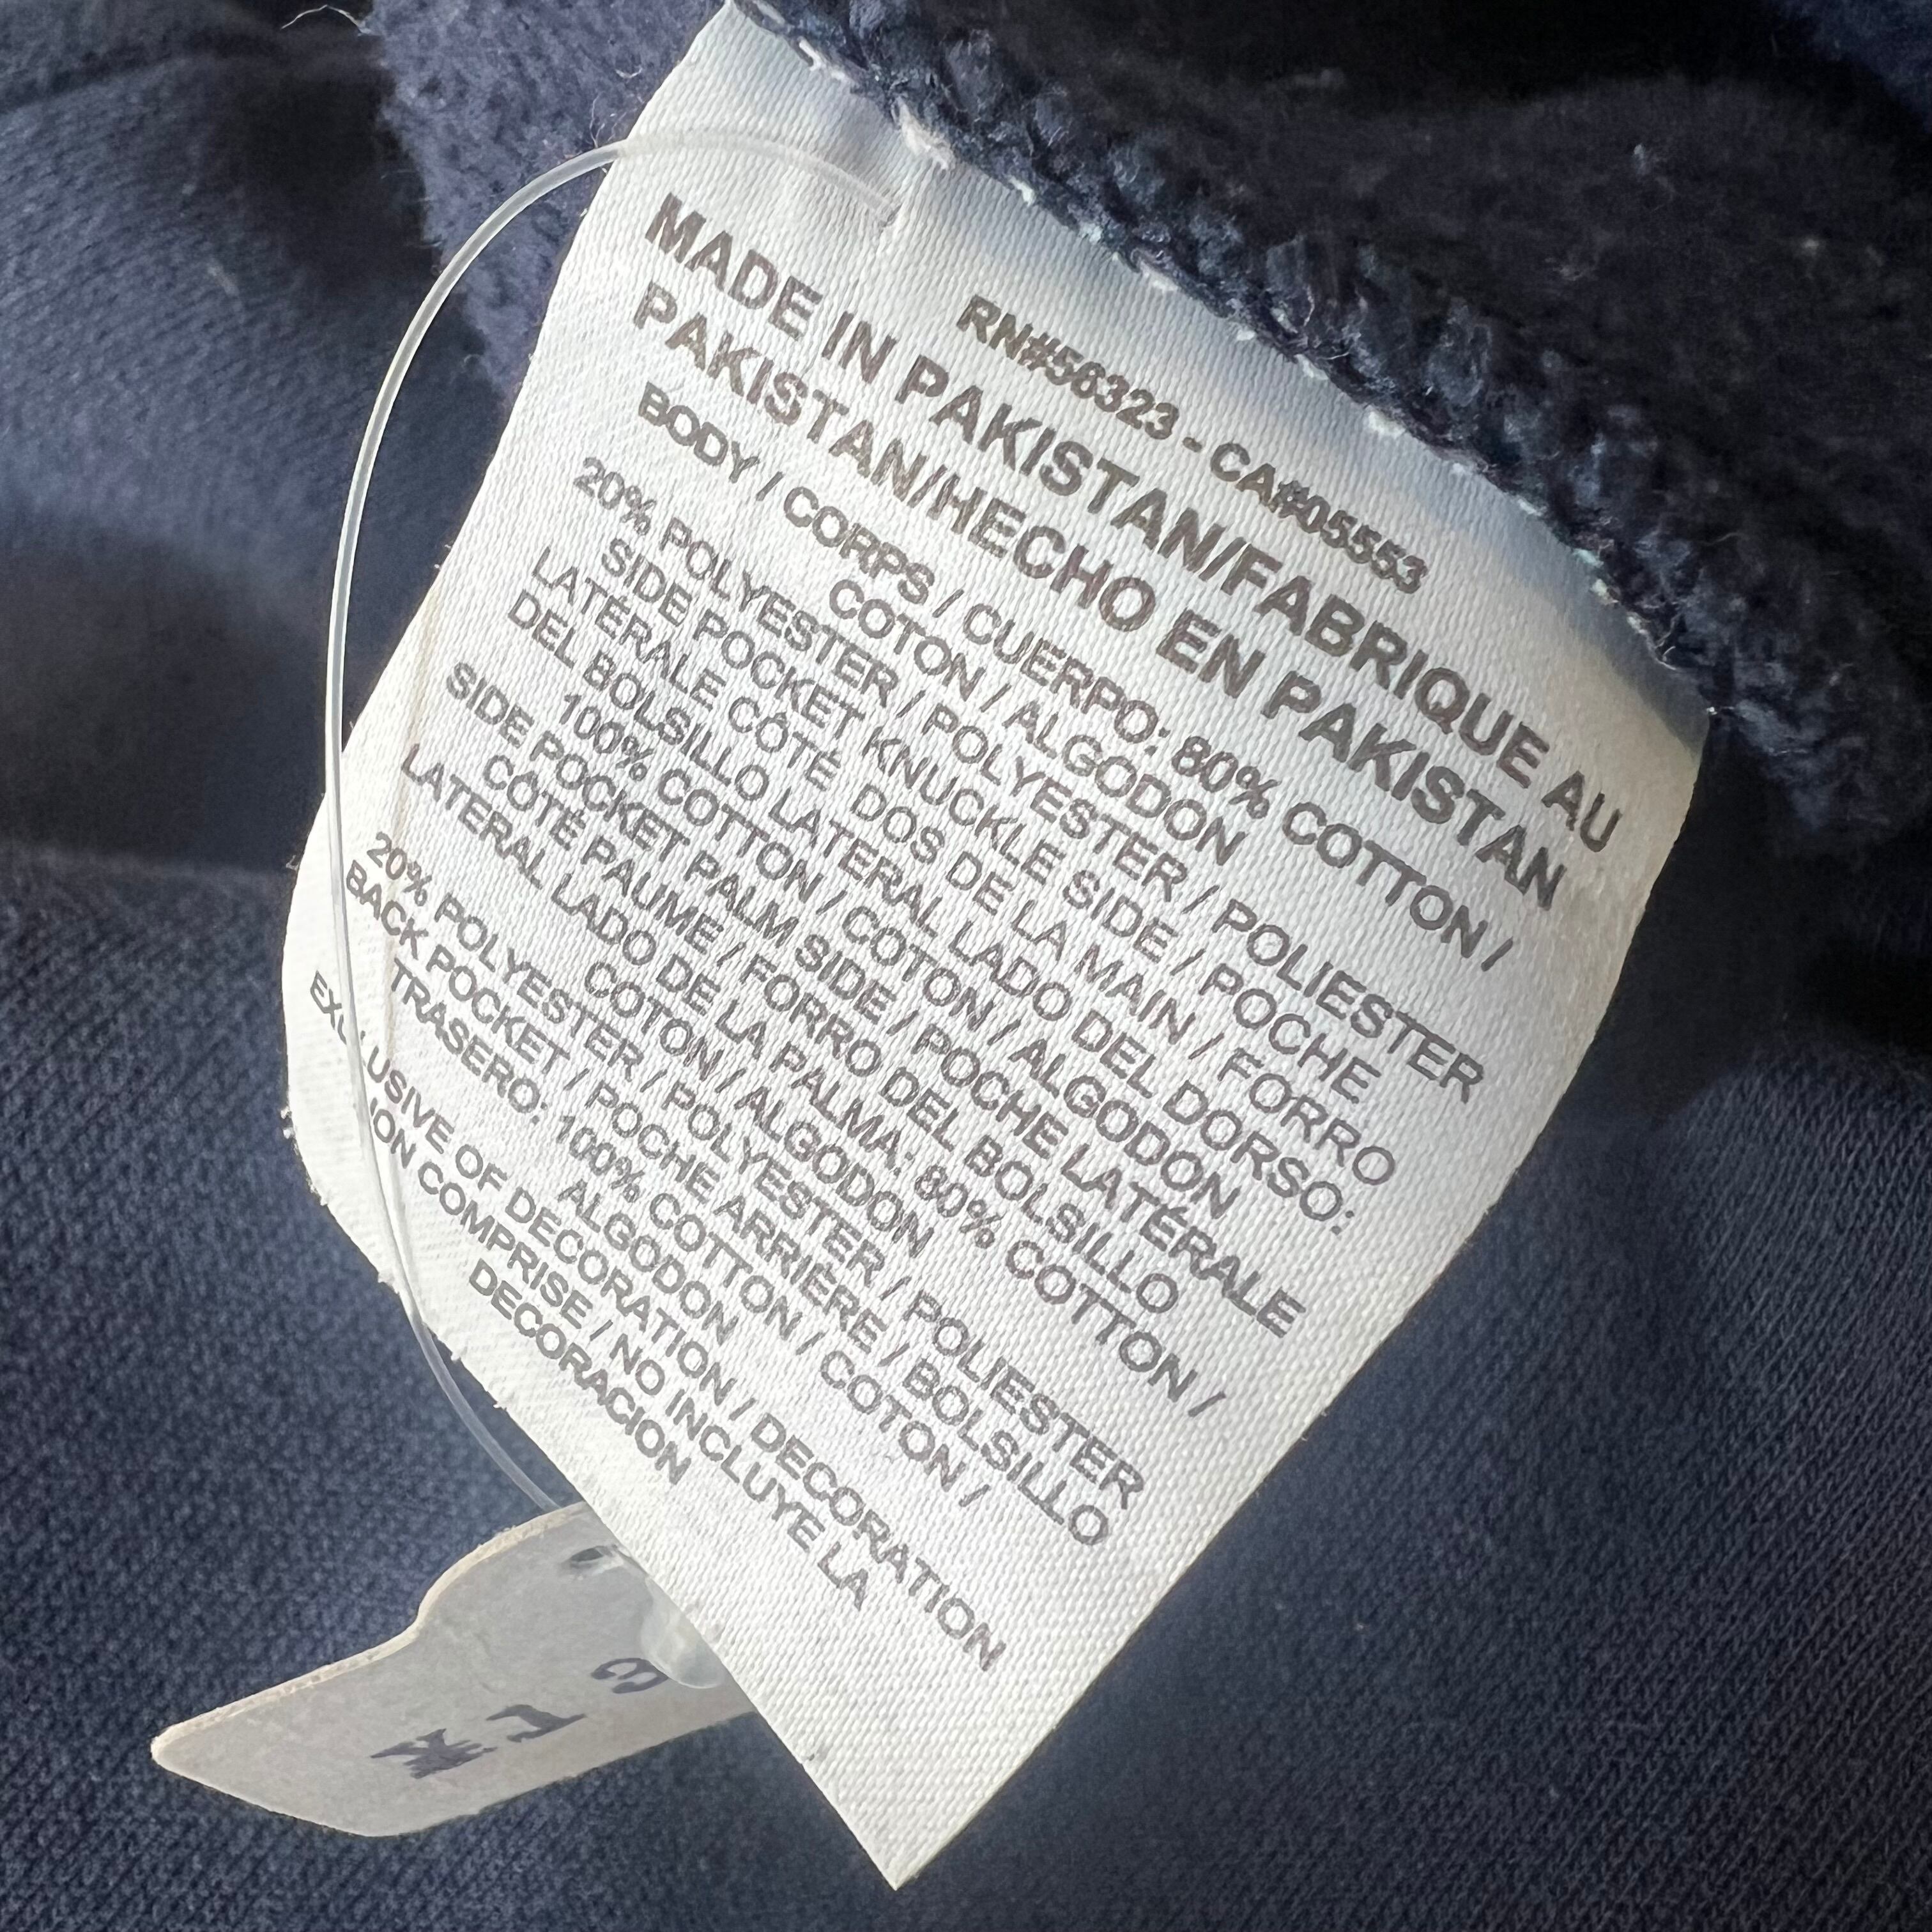 RN#56323 - CA#05553
MADE IN PAKISTAN/FABRIQUE AU
PAKISTAN/HECHO EN PAKISTAN
BODY / CORPS / CUERPO: 80% COTTON /
COTON / ALGODON
20% POLYESTER / POLYESTER / POLIESTER
SIDE POCKET KNUCKLE SIDE / POCHE
LATÉRALE CÔTÉ DOS DE LA MAIN / FORRO
DEL BOLSILLO LATERAL LADO DEL DORSO:
100% COTTON / COTON / ALGODON
SIDE POCKET PALM SIDE / POCHE LATÉRALE
CÔTÉ PAUME / FORRO DEL BOLSILLO
LATERAL LADO DE LA PALMA: 80% COTTON /
COTON / ALGODON
20% POLYESTER / POLYESTER / POLIESTER
BACK POCKET / POCHE ARRIÈRE / BOLSILLO
TRASERO: 100% COTTON / COTON /
ALGODON
EXCLUSIVE OF DECORATION / DECORATION
NON COMPRISE / NO INCLUYE LA
DECORACION